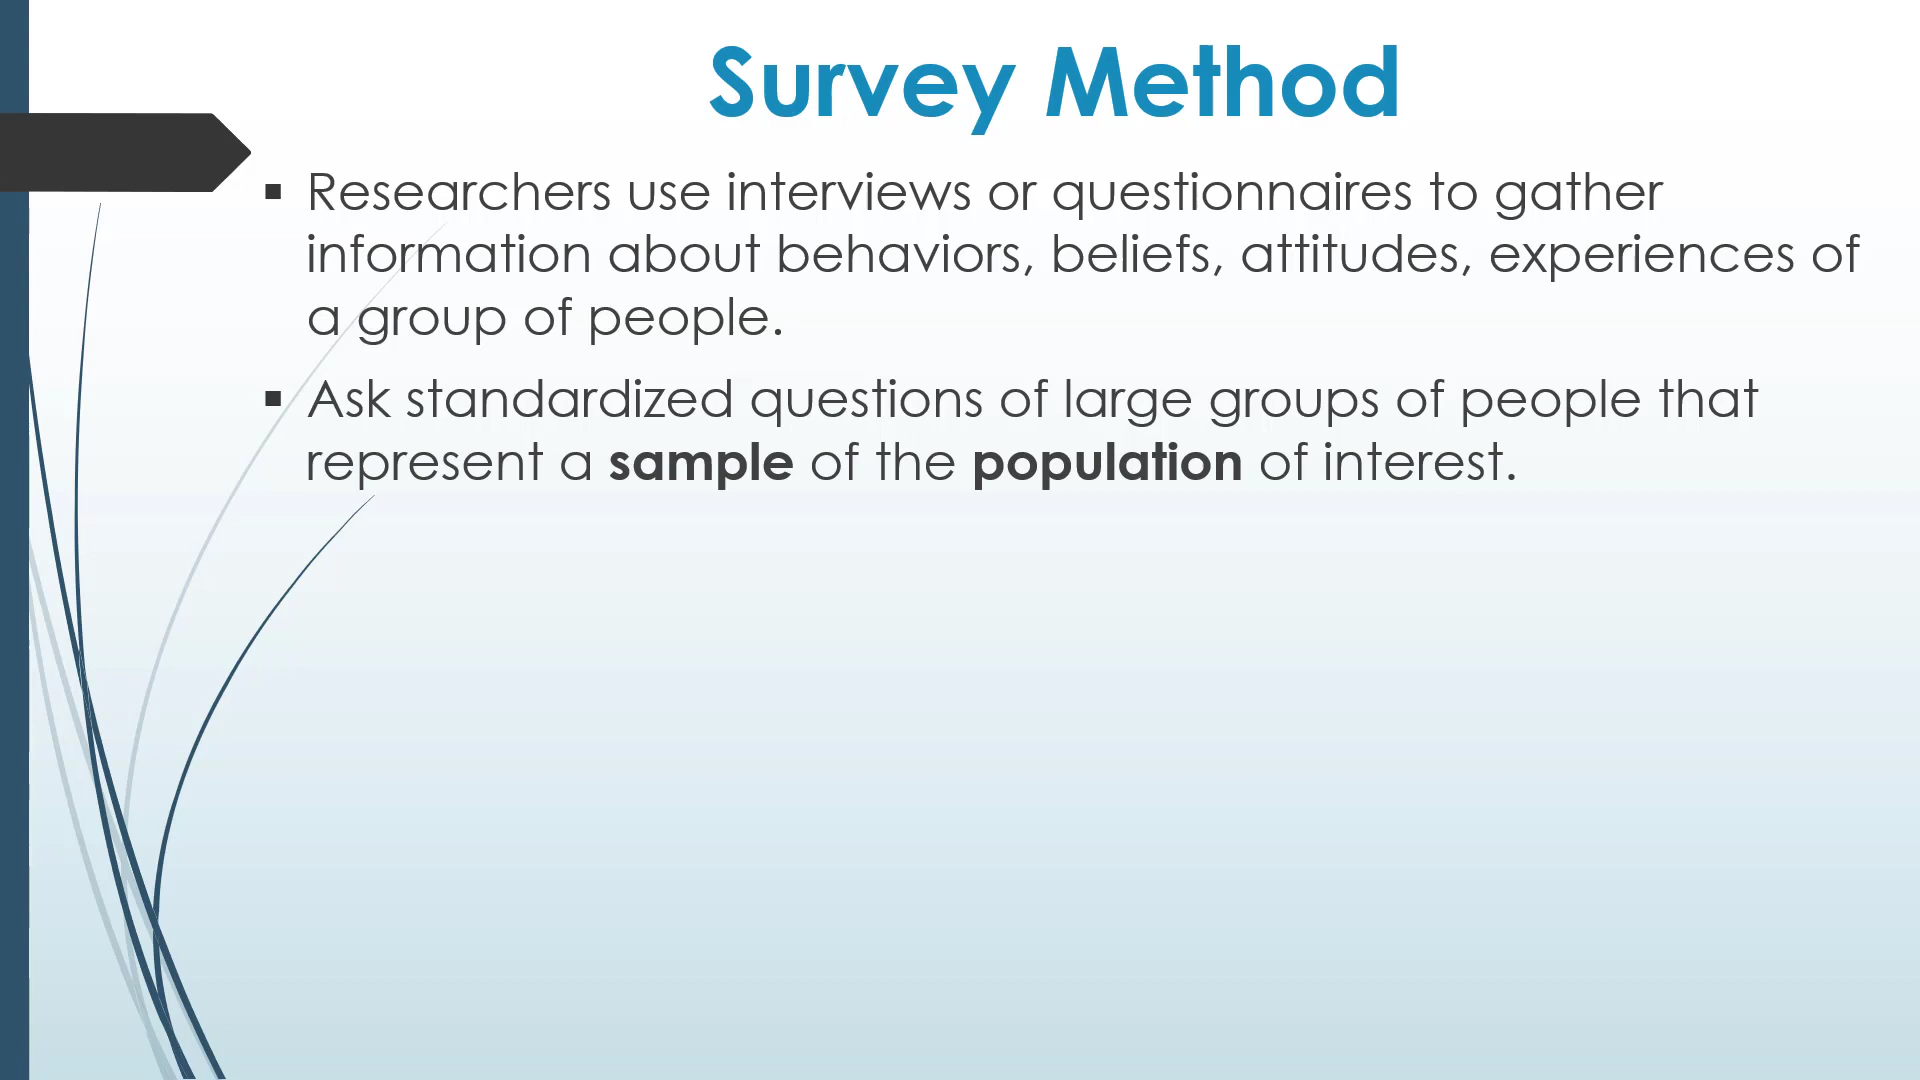 Survey Method
▪ Researchers use interviews or questionnaires to gather
information about behaviors, beliefs, attitudes, experiences of
a group of people.
▪ Ask standardized questions of large groups of people that
represent a sample of the population of interest.